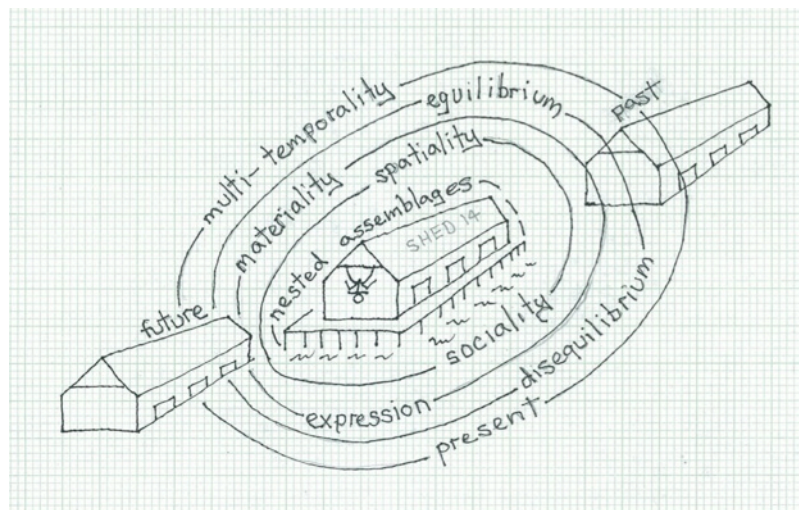 multi-temporality
equilibrium
past
materiality
spatiality
nested assemblages
SHED 14
future
sociality
disequilibrium
expression
present